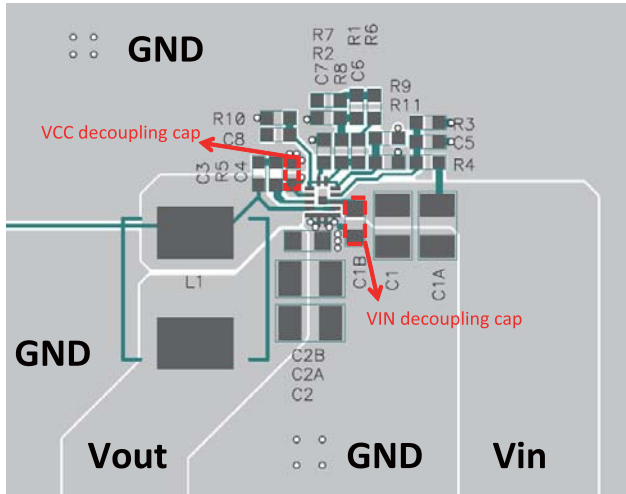 GND
R7
R2
R1
R6
C7
R8
C6
R9
R11
R10
C8
R3
C5
R4
VCC decoupling cap
C3
R5
C4
L1
C1B
C1
C1A
VIN decoupling cap
GND
C2B
C2A
C2
Vout
GND
Vin